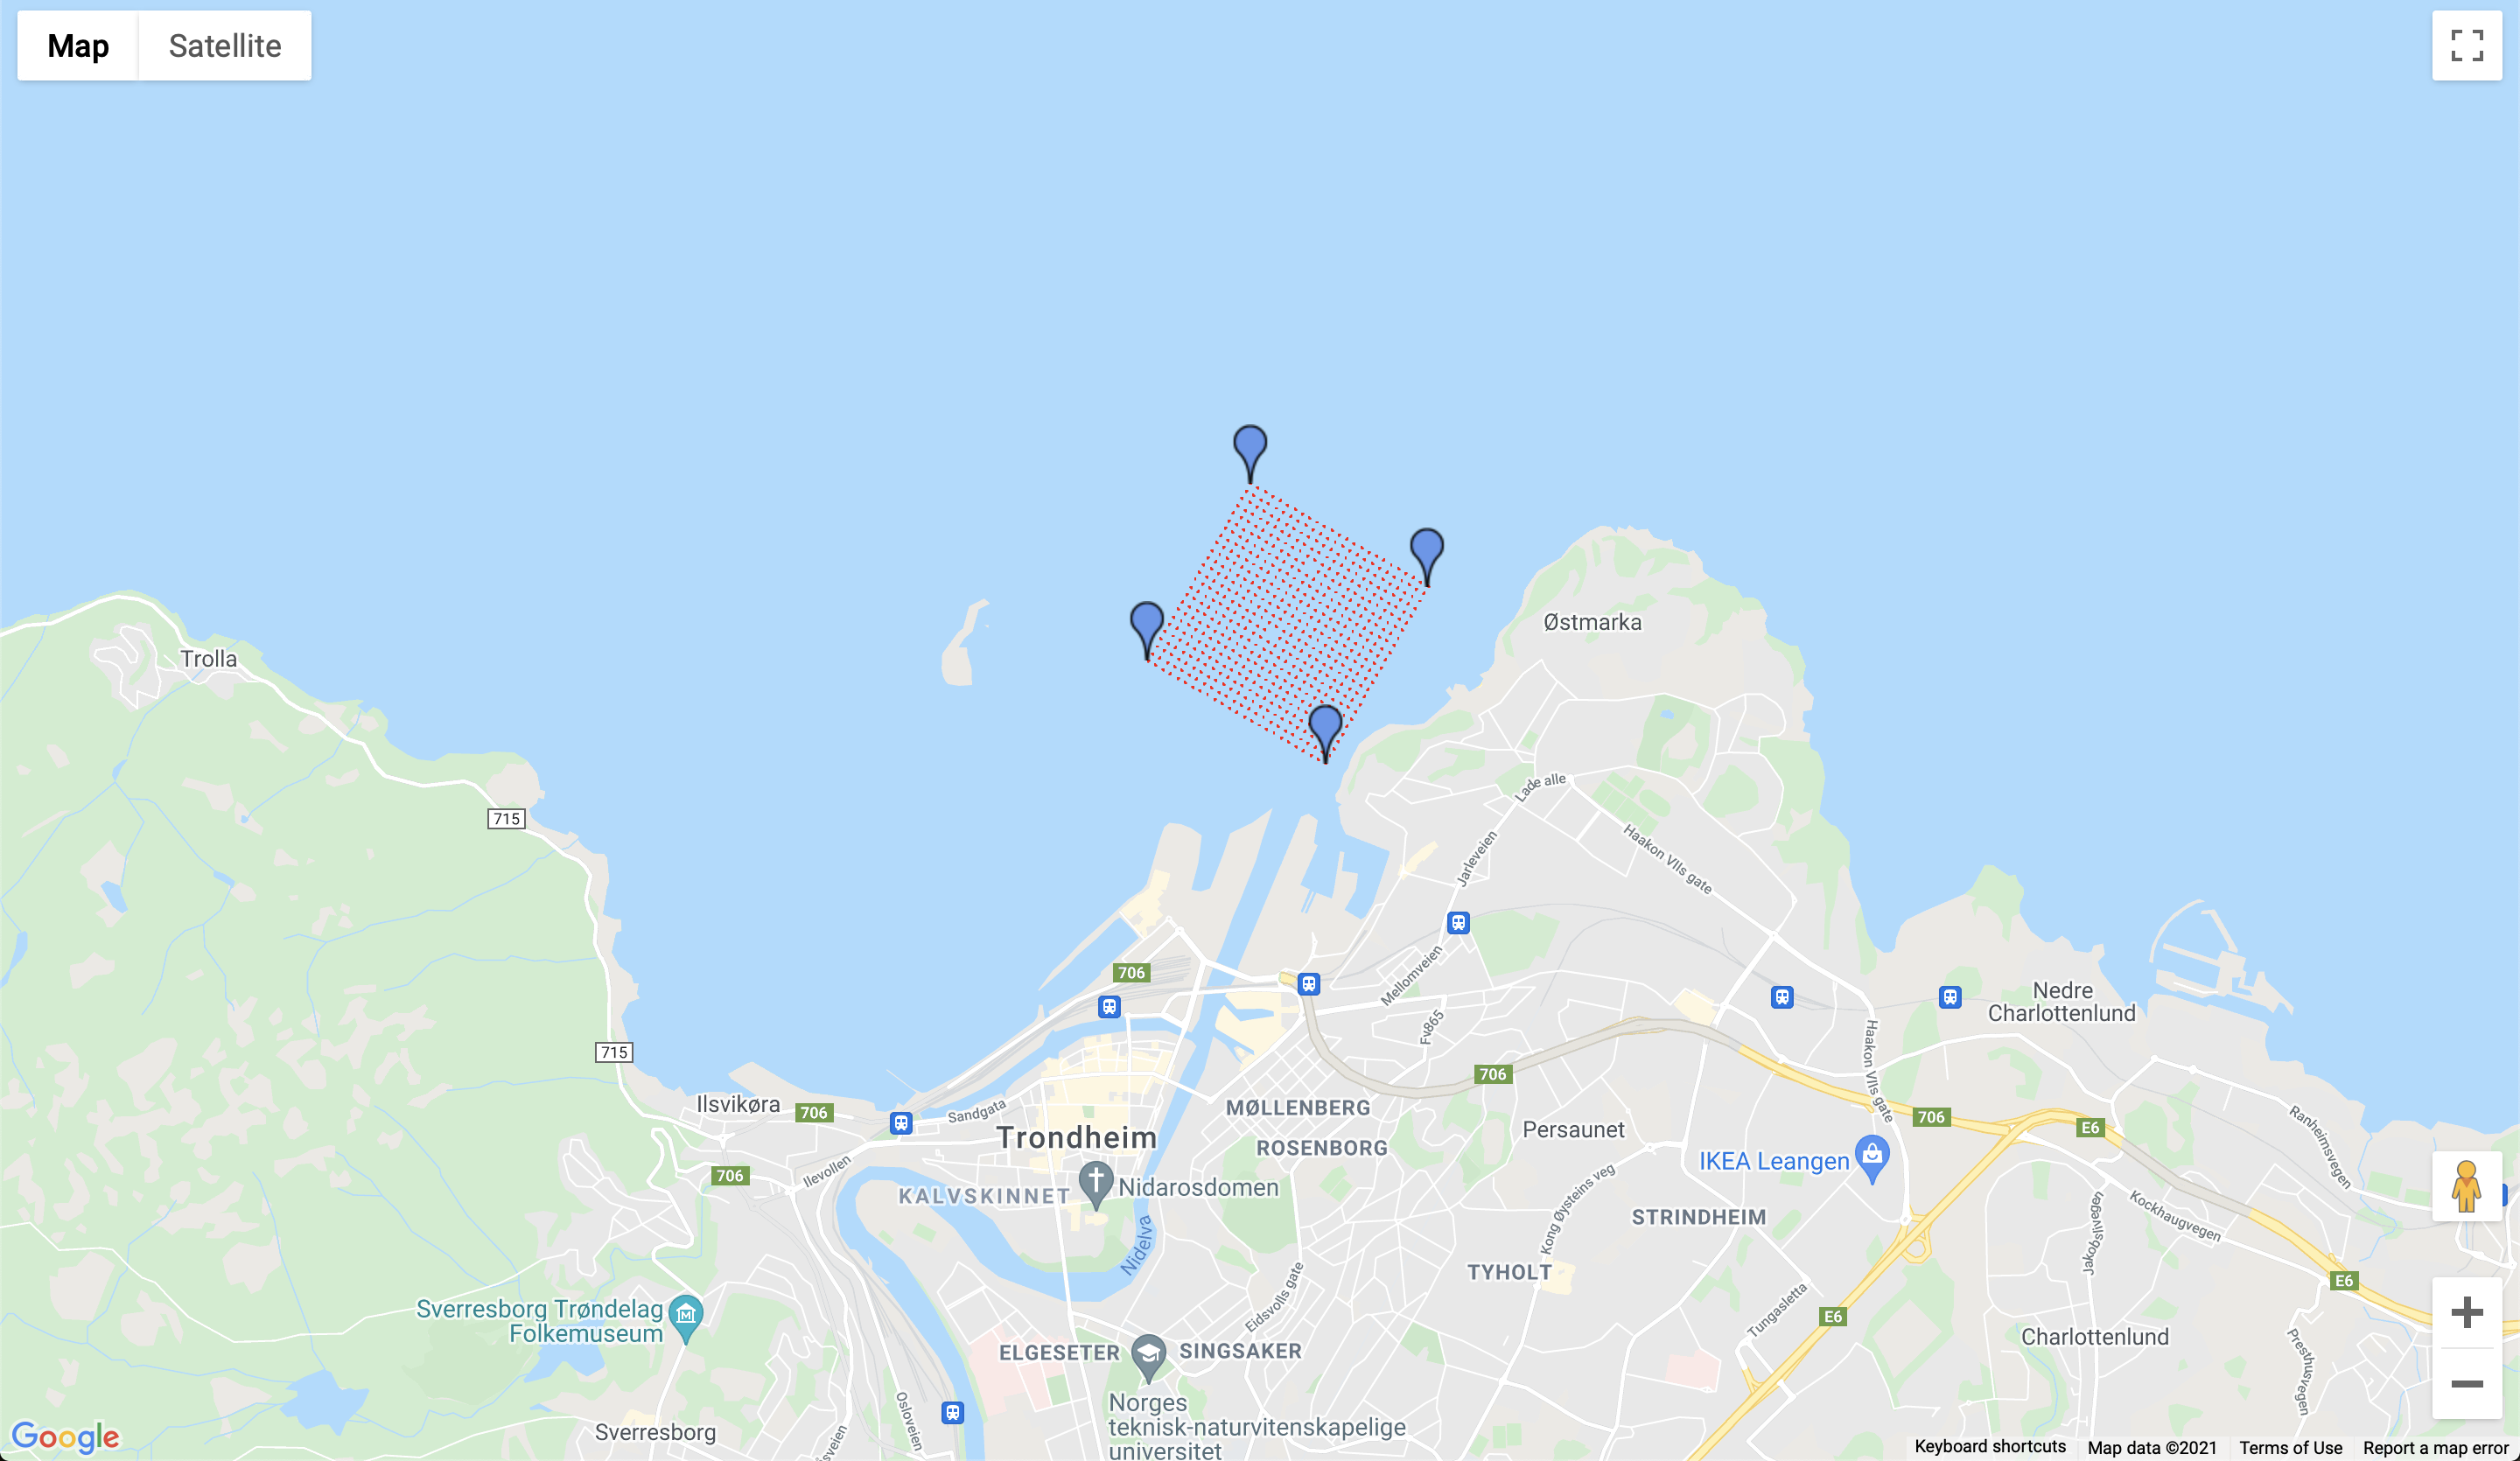 Map
Satellite
Østmarka
Trolla
Lade alle
715
Haakon VIIs gate
Jarleveien
Mellomveien
706
Nedre
Charlottenlund
Fv865
Haakon VIIs gate
715
706
Ilsvikøra
706
Sandgata
MØLLENBERG
706
E6
Ranheimsvegen
Trondheim
Persaunet
ROSENBORG
IKEA Leangen
706
Ilevollen
KALVSKINNET
Nidarosdomen
Kong Øysteins veg
STRINDHEIM
Jakobslivegen
Kockhaugvegen
Nidelva
TYHOLT
E6
Eidsvolls gate
Sverresborg Trøndelag
Folkemuseum
Tungasletta
E6
Charlottenlund
ELGESETER
SINGSAKER
Presthusvegen
Norges
teknisk-naturvitenskapelige
universitet
Osloveien
Sverresborg
Google
Keyboard shortcuts
Map data ©2021
Terms of Use
Report a map error